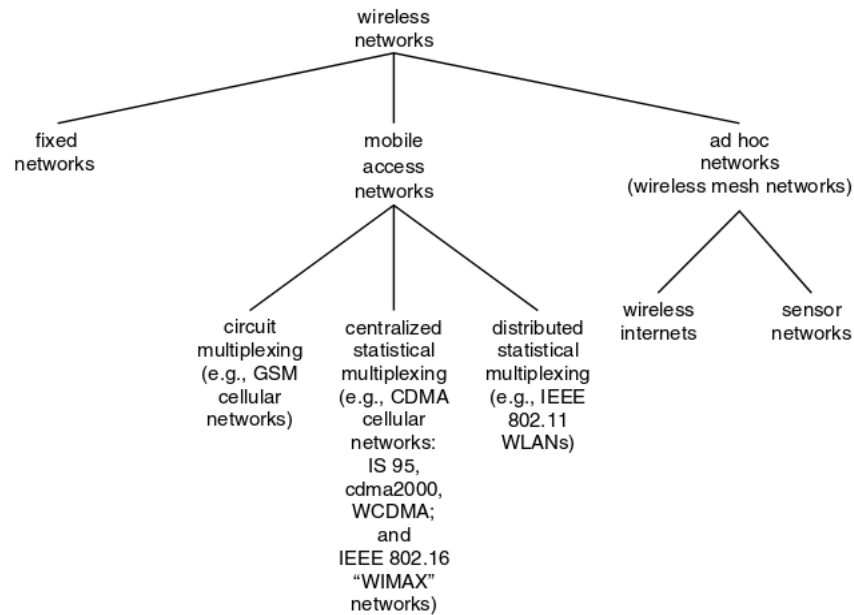 wireless
networks
fixed
networks
mobile
access
networks
ad hoc
networks
(wireless mesh networks)
circuit
multiplexing
(e.g., GSM
cellular
networks)
centralized
statistical
multiplexing
(e.g., CDMA
cellular
networks:
IS 95,
cdma2000,
WCDMA;
and
IEEE 802.16
“WIMAX”
networks)
distributed
statistical
multiplexing
(e.g., IEEE
802.11
WLANs)
wireless
internets
sensor
networks